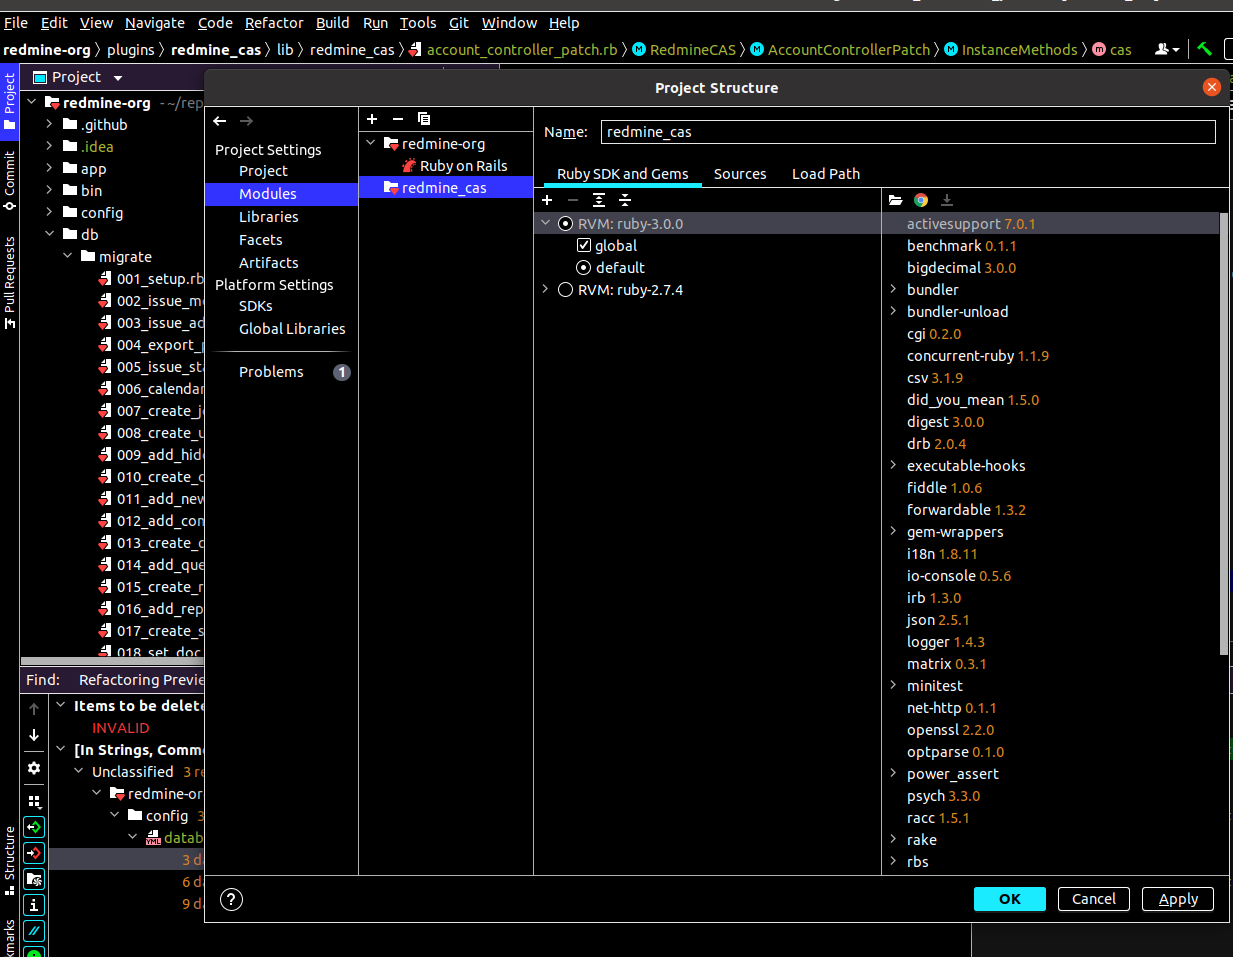 File Edit View Navigate Code Refactor Build Run Tools Git Window Help
redmine-org plugins redmine_cas lib redmine_cas account_controller_patch.rb RedmineCAS AccountControllerPatch InstanceMethods cas
Project
Project
Commit
Pull Requests
Structure
redmine-org
.github
.idea
app
bin
config
db
migrate
001_setup.rb
002_issue_m
003_issue_ad
004_export_
005_issue_sta
006_calendar
007_create_j
008_create_u
009_add_hid
010_create_c
011_add_new
012_add_com
013_create_c
014_add_que
015_create_r
016_add_rep
017_create_s
018_set_doc
Find: Refactoring Previe
Items to be delet
INVALID
[In Strings, Comm
Unclassified 3 re
redmine-or
config 3
datab
3 da
6 da
9 da
Project Structure
Project Settings
Project
Modules
Libraries
Facets
Artifacts
Platform Settings
SDKs
Global Libraries
Problems 1
redmine-org
Ruby on Rails
redmine_cas
Name: redmine_cas
Ruby SDK and Gems Sources Load Path
RVM: ruby-3.0.0
global
default
RVM: ruby-2.7.4
activesupport 7.0.1
benchmark 0.1.1
bigdecimal 3.0.0
bundler
bundler-unload
cgi 0.2.0
concurrent-ruby 1.1.9
csv 3.1.9
did_you_mean 1.5.0
digest 3.0.0
drb 2.0.4
executable-hooks
fiddle 1.0.6
forwardable 1.3.2
gem-wrappers
i18n 1.8.11
io-console 0.5.6
irb 1.3.0
json 2.5.1
logger 1.4.3
matrix 0.3.1
minitest
net-http 0.1.1
openssl 2.2.0
optparse 0.1.0
power_assert
psych 3.3.0
racc 1.5.1
rake
rbs
OK Cancel Apply